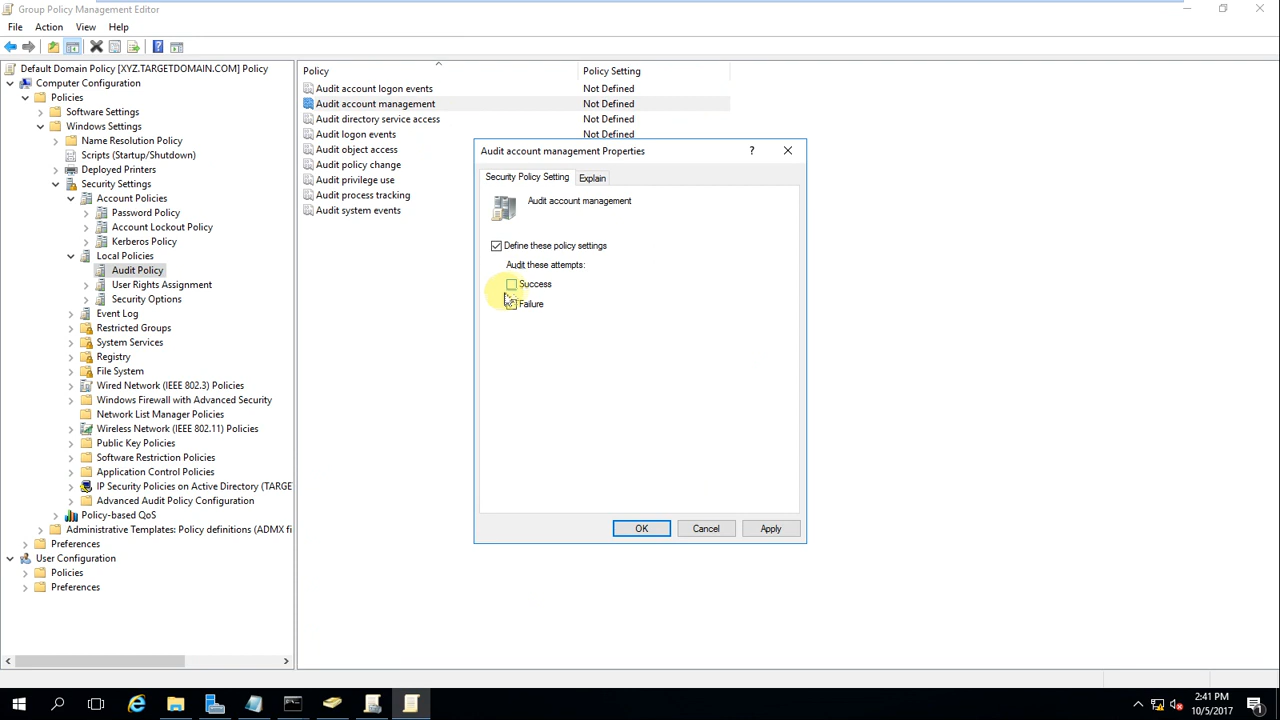 Group Policy Management Editor
File Action View Help
Default Domain Policy [XYZ.TARGETDOMAIN.COM] Policy
Computer Configuration
Policies
Software Settings
Windows Settings
Name Resolution Policy
Scripts (Startup/Shutdown)
Deployed Printers
Security Settings
Account Policies
Password Policy
Account Lockout Policy
Kerberos Policy
Local Policies
Audit Policy
User Rights Assignment
Security Options
Event Log
Restricted Groups
System Services
Registry
File System
Wired Network (IEEE 802.3) Policies
Windows Firewall with Advanced Security
Network List Manager Policies
Wireless Network (IEEE 802.11) Policies
Public Key Policies
Software Restriction Policies
Application Control Policies
IP Security Policies on Active Directory (TARGE
Advanced Audit Policy Configuration
Policy-based QoS
Administrative Templates: Policy definitions (ADMX fi
Preferences
User Configuration
Policies
Preferences
Policy Policy Setting
Audit account logon events Not Defined
Audit account management Not Defined
Audit directory service access Not Defined
Audit logon events Not Defined
Audit object access
Audit policy change
Audit privilege use
Audit process tracking
Audit system events
Audit account management Properties
Security Policy Setting Explain
Audit account management
Define these policy settings
Audit these attempts:
Success
Failure
OK Cancel Apply
2:41 PM
10/5/2017
1